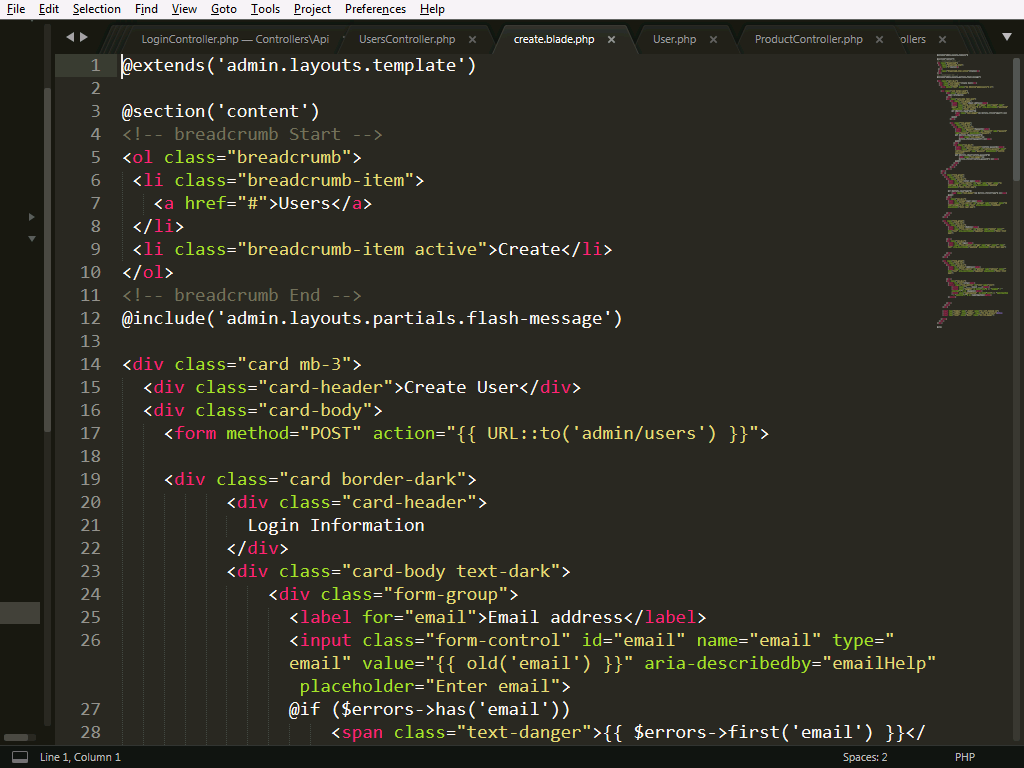 File Edit Selection Find View Goto Tools Project Preferences Help
LoginController.php — Controllers\Api UsersController.php × create.blade.php × User.php × ProductController.php × ollers ×
1 @extends('admin.layouts.template')
2
3 @section('content')
4 <!-- breadcrumb Start -->
5 <ol class="breadcrumb">
6 <li class="breadcrumb-item">
7 <a href="#">Users</a>
8 </li>
9 <li class="breadcrumb-item active">Create</li>
10 </ol>
11 <!-- breadcrumb End -->
12 @include('admin.layouts.partials.flash-message')
13
14 <div class="card mb-3">
15 <div class="card-header">Create User</div>
16 <div class="card-body">
17 <form method="POST" action="{{ URL::to('admin/users') }}">
18
19 <div class="card border-dark">
20 <div class="card-header">
21 Login Information
22 </div>
23 <div class="card-body text-dark">
24 <div class="form-group">
25 <label for="email">Email address</label>
26 <input class="form-control" id="email" name="email" type="
email" value="{{ old('email') }}" aria-describedby="emailHelp"
placeholder="Enter email">
27 @if ($errors->has('email'))
28 <span class="text-danger">{{ $errors->first('email') }}</
Line 1, Column 1 Spaces: 2 PHP